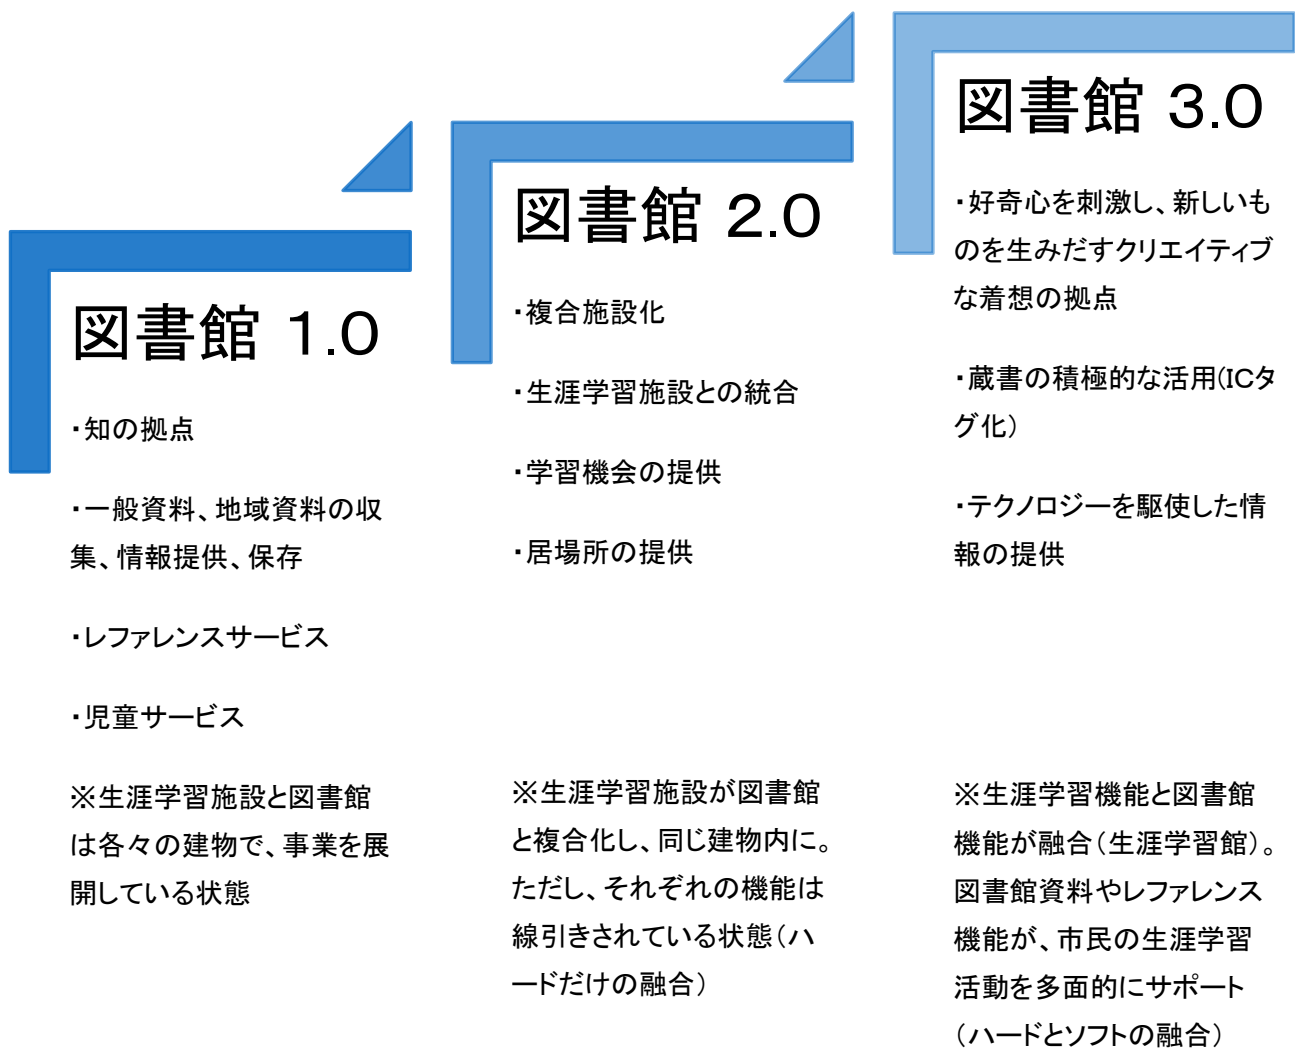 図書館 1.0
・知の拠点
・一般資料、地域資料の収
集、情報提供、保存
・レファレンスサービス
・児童サービス
※生涯学習施設と図書館
は各々の建物で、事業を展
開している状態
図書館 2.0
・複合施設化
・生涯学習施設との統合
・学習機会の提供
・居場所の提供
※生涯学習施設が図書館
と複合化し、同じ建物内に。
ただし、それぞれの機能は
線引きされている状態（ハ
ードだけの融合）
図書館 3.0
・好奇心を刺激し、新しいも
のを生みだすクリエイティブ
な着想の拠点
・蔵書の積極的な活用(ICタ
グ化）
・テクノロジーを駆使した情
報の提供
※生涯学習機能と図書館
機能が融合（生涯学習館）。
図書館資料やレファレンス
機能が、市民の生涯学習
活動を多面的にサポート
（ハードとソフトの融合）